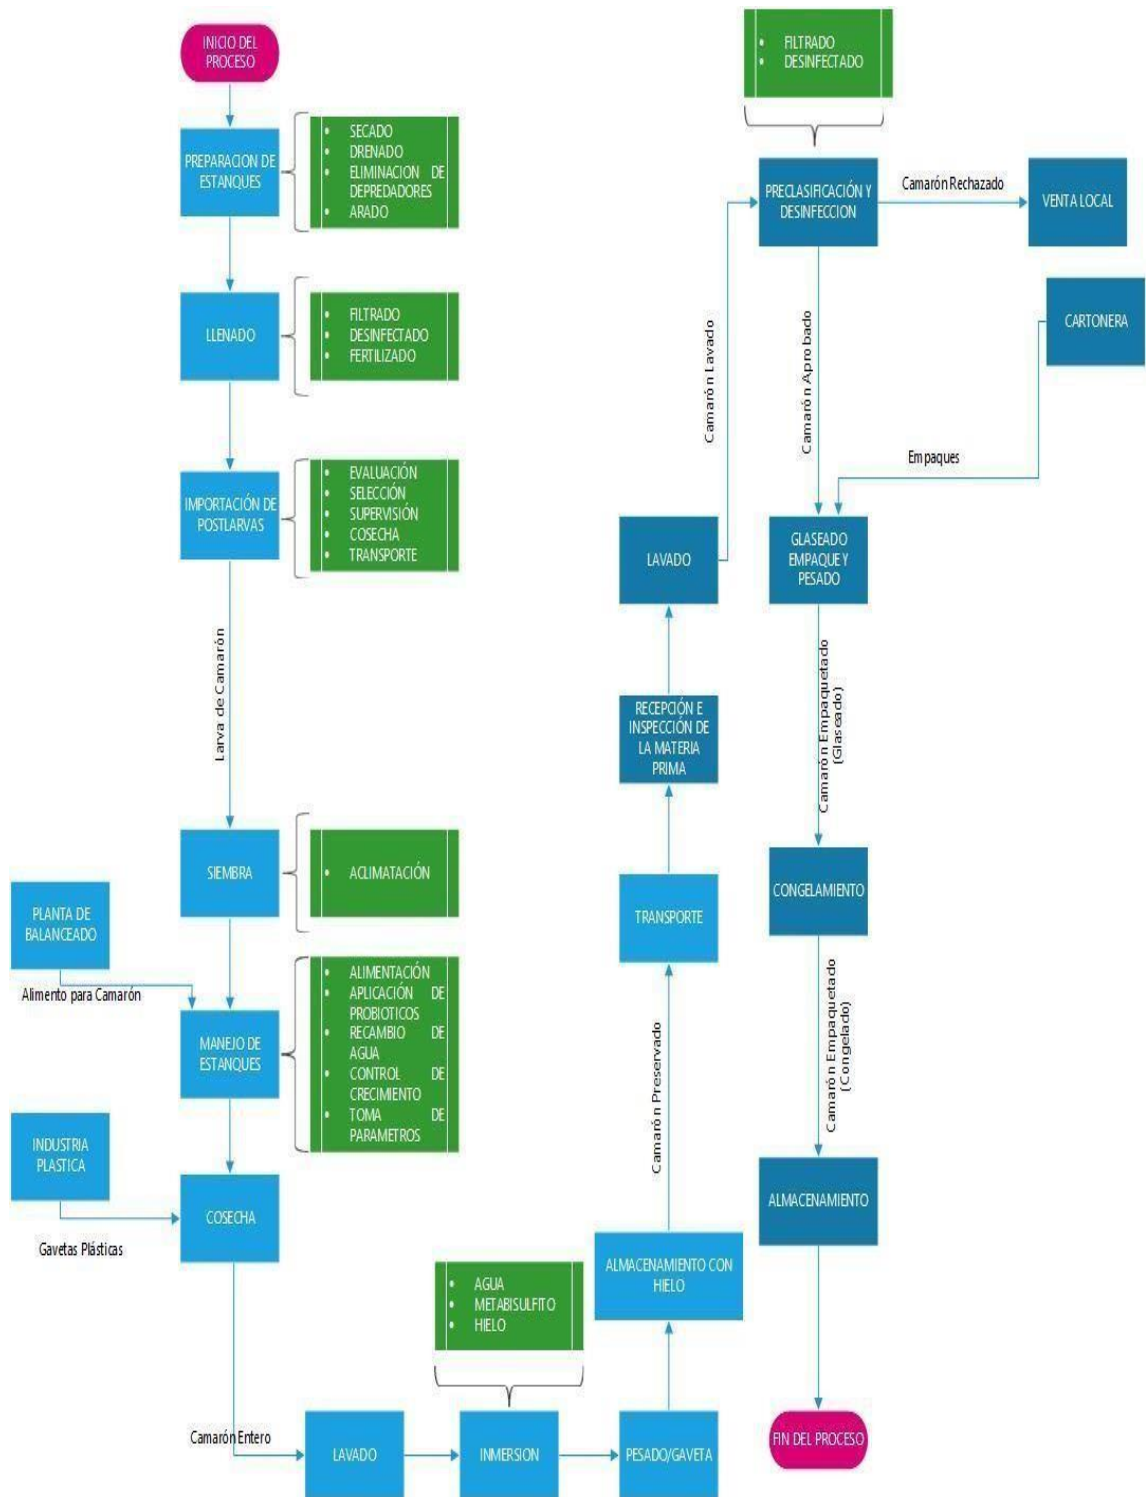 INICIO DEL
PROCESO
PREPARACION DE
ESTANQUES
• SECADO
• DRENADO
• ELIMINACION DE
DEPREDADORES
• ARADO
LLENADO
• FILTRADO
• DESINFECTADO
• FERTILIZADO
IMPORTACIÓN DE
POSTLARVAS
• EVALUACIÓN
• SELECCIÓN
• SUPERVISIÓN
• COSECHA
• TRANSPORTE
Larva de Camarón
SIEMBRA
• ACLIMATACIÓN
PLANTA DE
BALANCEADO
Alimento para Camarón
MANEJO DE
ESTANQUES
• ALIMENTACIÓN
• APLICACIÓN DE
PROBIOTICOS
• RECAMBIO DE
AGUA
• CONTROL DE
CRECIMIENTO
• TOMA DE
PARAMETROS
INDUSTRIA
PLASTICA
Gavetas Plásticas
COSECHA
Camarón Entero
LAVADO
• AGUA
• METABISULFITO
• HIELO
INMERSION
PESADO/GAVETA
ALMACENAMIENTO CON
HIELO
Camarón Preservado
TRANSPORTE
RECEPCIÓN E
INSPECCIÓN DE
LA MATERIA
PRIMA
LAVADO
Camarón Lavado
• FILTRADO
• DESINFECTADO
PRECLASIFICACIÓN Y
DESINFECCION
Camarón Rechazado
VENTA LOCAL
CARTONERA
Camarón Aprobado
Empaques
GLASEADO
EMPAQUE Y
PESADO
Camarón Empaquetado
(Glaseado)
CONGELAMIENTO
Camarón Empaquetado
(Congelado)
ALMACENAMIENTO
FIN DEL PROCESO